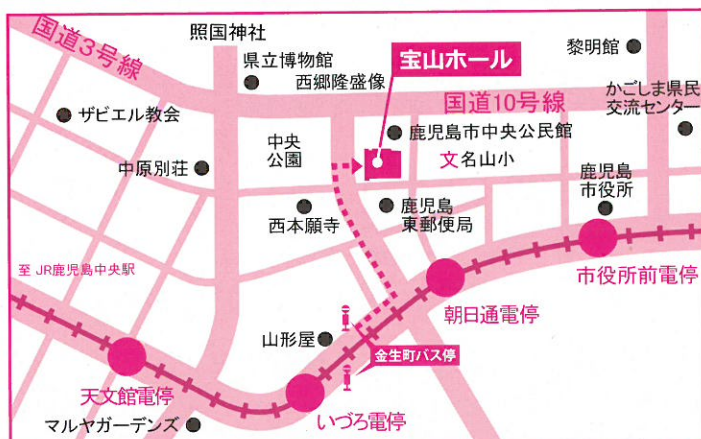 国道3号線
照国神社
県立博物館
西郷隆盛像
宝山ホール
黎明館
かごしま県民
交流センター
国道10号線
ザビエル教会
中央
公園
鹿児島市中央公民館
文名山小
中原別荘
鹿児島
市役所
西本願寺
鹿児島
東郵便局
至 JR鹿児島中央駅
市役所前電停
朝日通電停
山形屋
金生町バス停
天文館電停
いづろ電停
マルヤガーデンズ